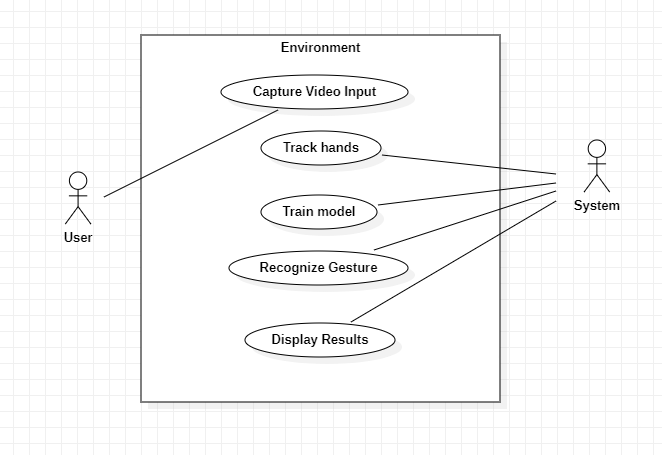 Environment
Capture Video Input
Track hands
Train model
Recognize Gesture
Display Results
User
System